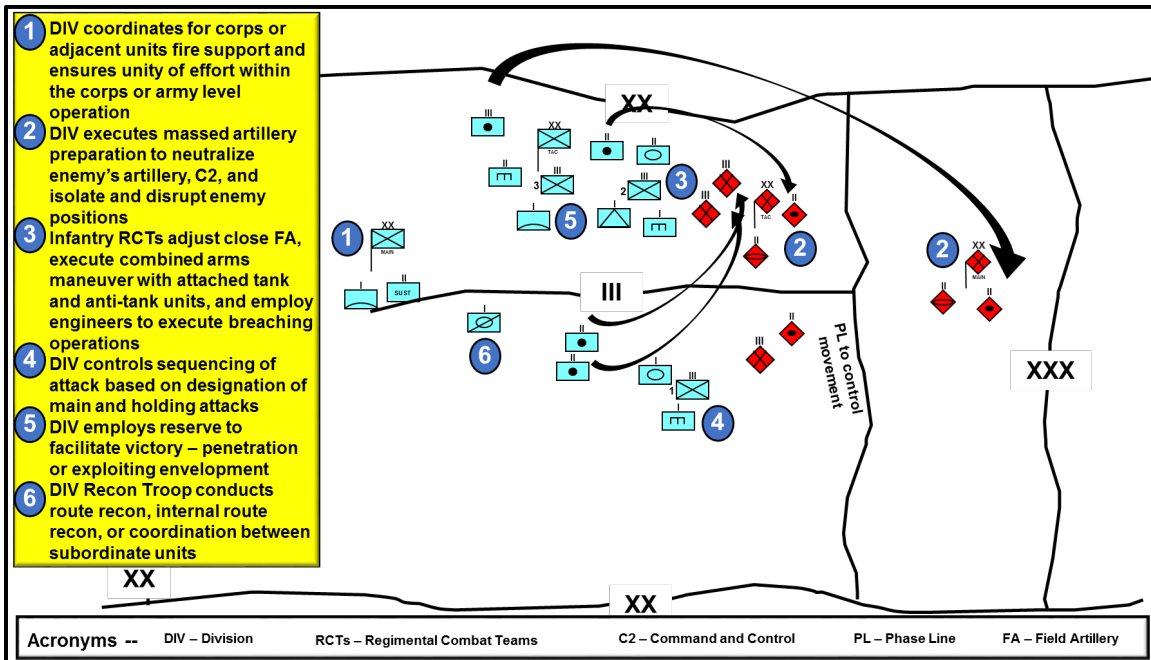 1
DIV coordinates for corps or
adjacent units fire support and
ensures unity of effort within
the corps or army level
operation
2
DIV executes massed artillery
preparation to neutralize
enemy's artillery, C2, and
isolate and disrupt enemy
positions
3
Infantry RCTs adjust close FA,
execute combined arms
maneuver with attached tank
and anti-tank units, and employ
engineers to execute breaching
operations
4
DIV controls sequencing of
attack based on designation of
main and holding attacks
5
DIV employs reserve to
facilitate victory – penetration
or exploiting envelopment
6
DIV Recon Troop conducts
route recon, internal route
recon, or coordination between
subordinate units
XX
III
XX
TAC
II
II
II
III
3
III
2
3
III
III
XX
TAC
II
I
5
I
I
II
2
1
XX
MAIN
2
XX
MAIN
II
II
I
II
SUST
III
I
6
II
II
II
III
I
III
1
I
4
PL to control
movement
XXX
XX
XX
Acronyms -- DIV – Division RCTs – Regimental Combat Teams C2 – Command and Control PL – Phase Line FA – Field Artillery